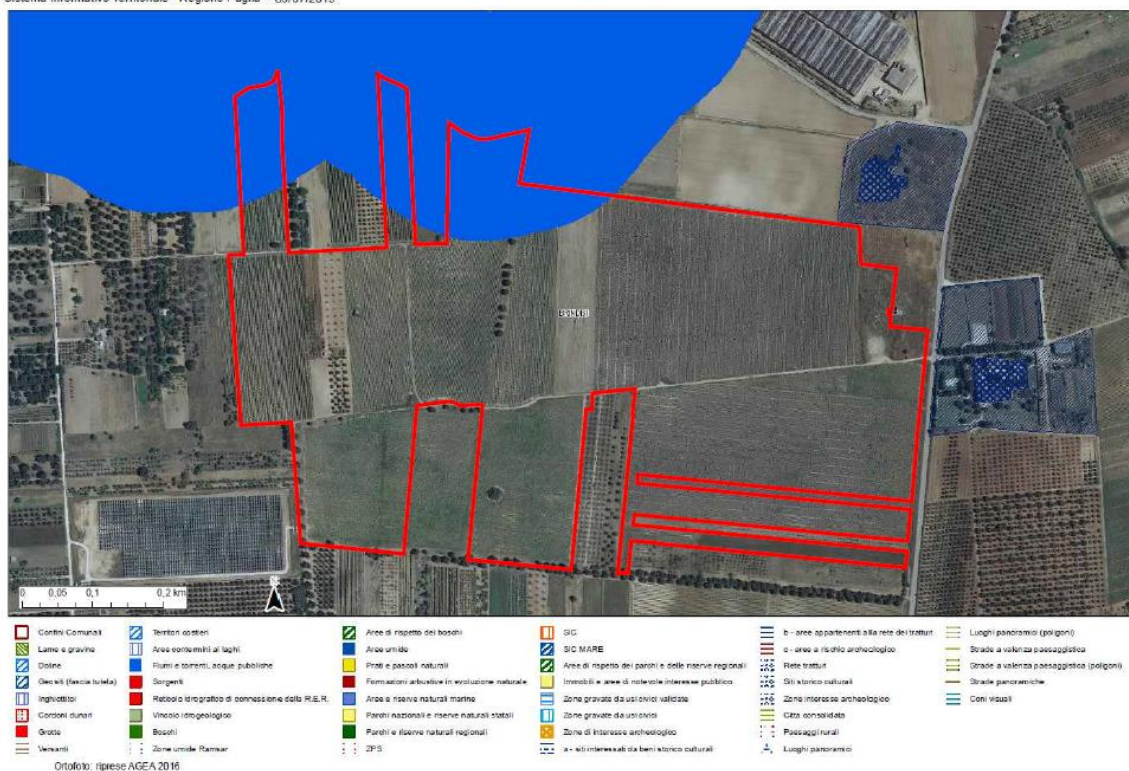 Sistema Informativo Territoriale - Regione Puglia
BRINDISI
0 0,05 0,1 0,2 km
Confini Comunali
Lame e gravine
Doline
Geositi (fascia tutela)
Inghiottitoi
Cordoni dunari
Grotte
Versanti
Territori costieri
Aree contermini ai laghi
Fiumi e torrenti, acque pubbliche
Sorgenti
Reticolo idrografico di connessione della R.E.R.
Vincolo idrogeologico
Boschi
Zone umide Ramsar
Aree di rispetto dei boschi
Aree umide
Prati e pascoli naturali
Formazioni arbustive in evoluzione naturale
Aree e riserve naturali marine
Parchi nazionali e riserve naturali statali
Parchi e riserve naturali regionali
ZPS
SIC
SIC MARE
Aree di rispetto dei parchi e delle riserve regionali
Immobili e aree di notevole interesse pubblico
Zone gravate da usi civici validate
Zone gravate da usi civici
Zone di interesse archeologico
a - siti interessati da beni storico culturali
b - aree appartenenti alla rete dei tratturi
c - aree a rischio archeologico
Rete tratturi
Siti storico culturali
Zone interesse archeologico
Città consolidata
Paesaggi rurali
Luoghi panoramici
Luoghi panoramici (poligoni)
Strade a valenza paesaggistica
Strade a valenza paesaggistica (poligoni)
Strade panoramiche
Coni visuali
Ortofoto: riprese AGEA 2016